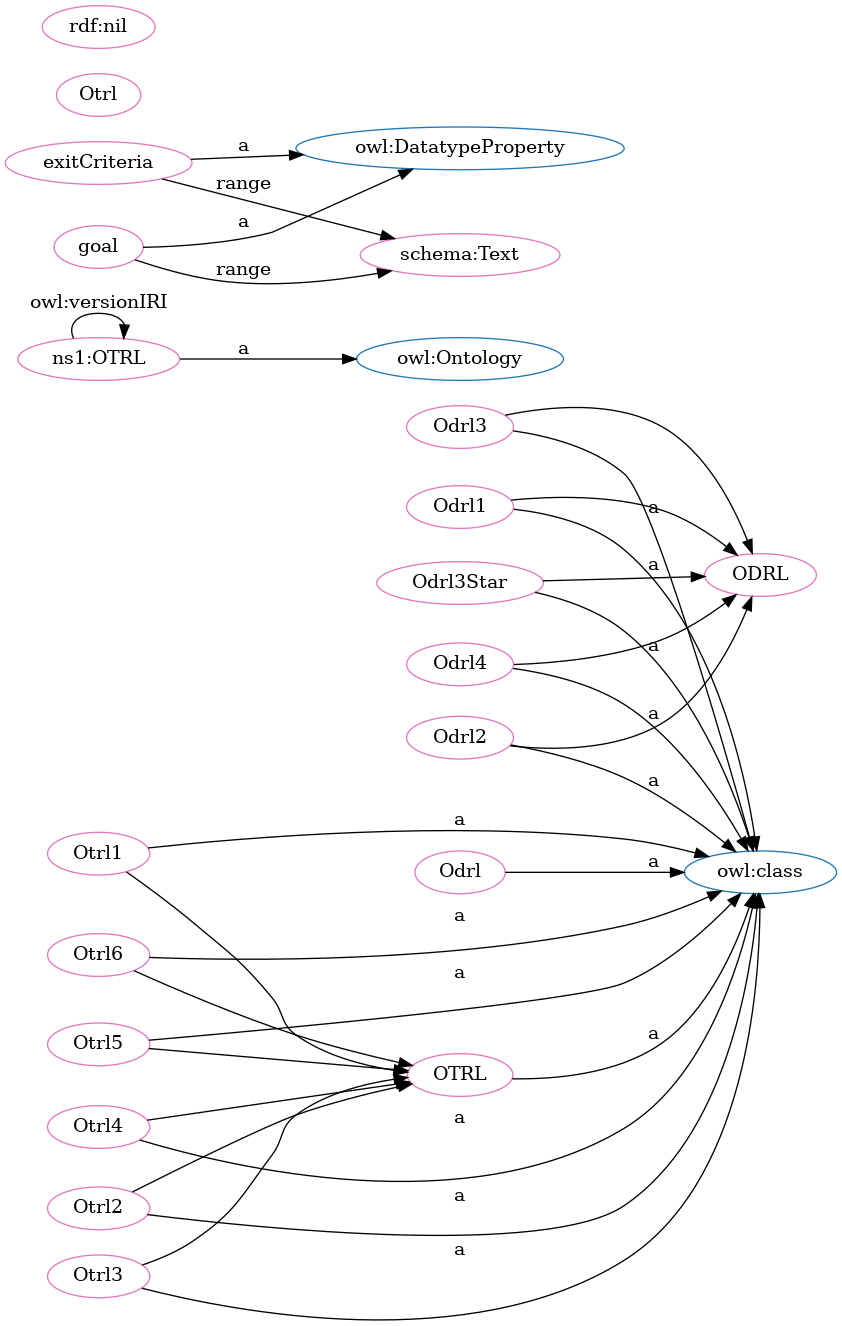 rdf:nil
Otrl
exitCriteria
a
owl:DatatypeProperty
range
a
goal
schema:Text
range
owl:versionIRI
ns1:OTRL
a
owl:Ontology
Odrl3
Odrl1
a
a
Odrl3Star
ODRL
a
Odrl4
a
Odrl2
a
a
Otrl1
Odrl
a
owl:class
a
Otrl6
a
Otrl5
a
OTRL
a
Otrl4
a
Otrl2
a
Otrl3